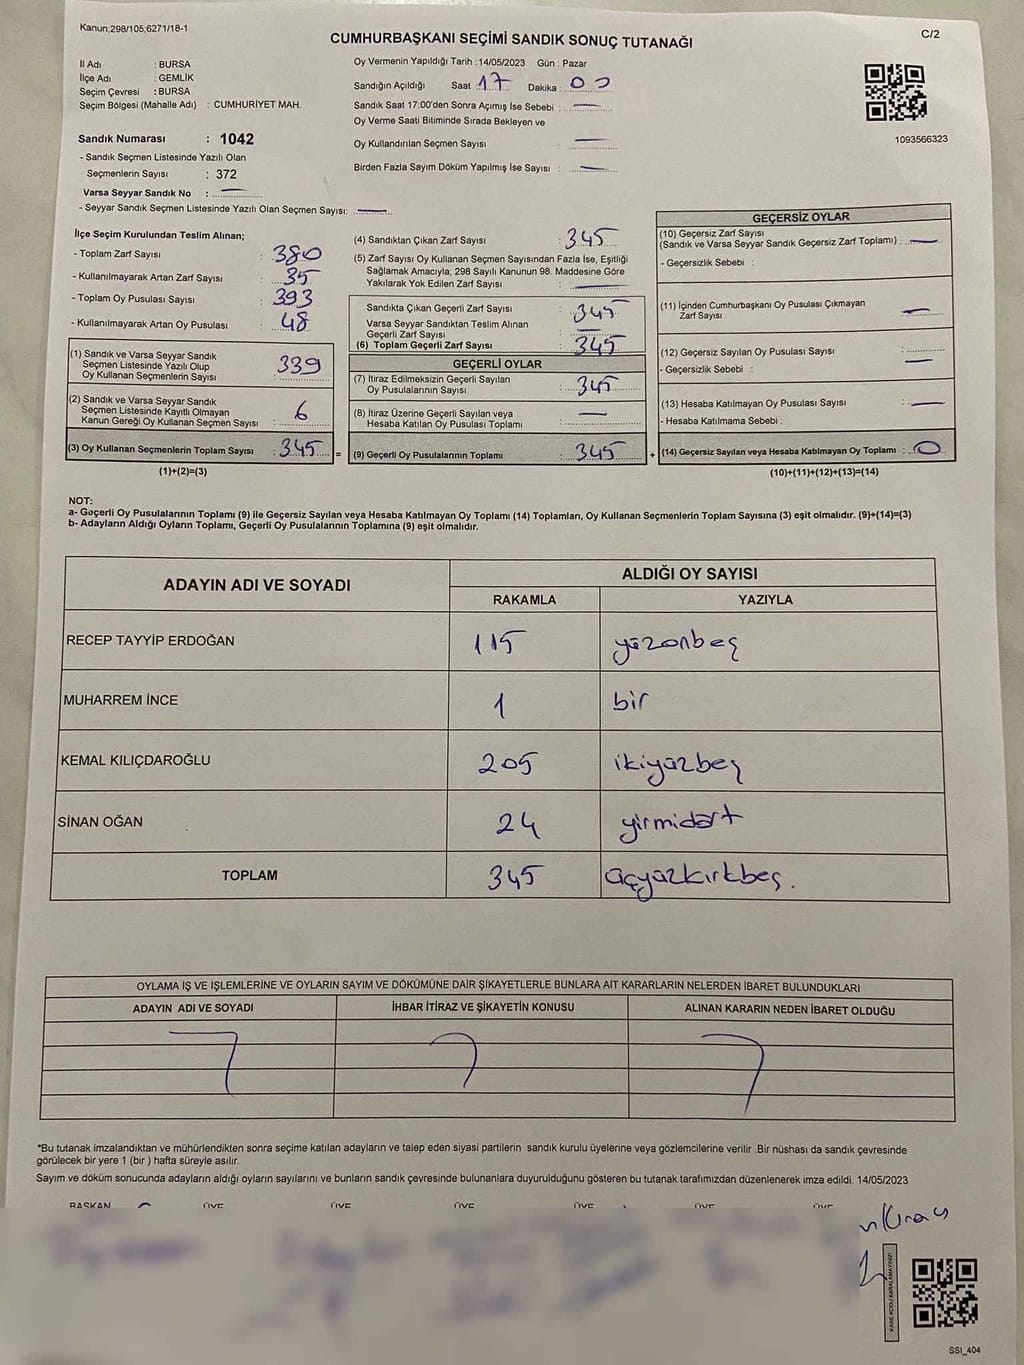 Kanun;298/105;6271/18-1
C/2
CUMHURBAŞKANI SEÇİMİ SANDIK SONUÇ TUTANAĞI
İl Adı : BURSA
İlçe Adı : GEMLİK
Seçim Çevresi : BURSA
Seçim Bölgesi (Mahalle Adı) : CUMHURİYET MAH.
Sandık Numarası : 1042
- Sandık Seçmen Listesinde Yazılı Olan
Seçmenlerin Sayısı : 372
Varsa Seyyar Sandık No : —
- Seyyar Sandık Seçmen Listesinde Yazılı Olan Seçmen Sayısı: —
Oy Vermenin Yapıldığı Tarih : 14/05/2023 Gün : Pazar
Sandığın Açıldığı Saat 17 Dakika : 00
Sandık Saat 17:00'den Sonra Açımış İse Sebebi : —
Oy Verme Saati Bitiminde Sırada Bekleyen ve
Oy Kullandırılan Seçmen Sayısı —
Birden Fazla Sayım Döküm Yapılmış İse Sayısı : —
1093566323
İlçe Seçim Kurulundan Teslim Alınan;
- Toplam Zarf Sayısı : 380
- Kullanılmayarak Artan Zarf Sayısı : 35
- Toplam Oy Pusulası Sayısı : 393
- Kullanılmayarak Artan Oy Pusulası : 48
(1) Sandık ve Varsa Seyyar Sandık
Seçmen Listesinde Yazılı Olup
Oy Kullanan Seçmenlerin Sayısı : 339
(2) Sandık ve Varsa Seyyar Sandık
Seçmen Listesinde Kayıtlı Olmayan
Kanun Gereği Oy Kullanan Seçmen Sayısı : 6
(3) Oy Kullanan Seçmenlerin Toplam Sayısı : 345
(1)+(2)=(3)
(4) Sandıktan Çıkan Zarf Sayısı : 345
(5) Zarf Sayısı Oy Kullanan Seçmen Sayısından Fazla İse, Eşitliği
Sağlamak Amacıyla; 298 Sayılı Kanunun 98. Maddesine Göre
Yakılarak Yok Edilen Zarf Sayısı : —
Sandıkta Çıkan Geçerli Zarf Sayısı : 345
Varsa Seyyar Sandıktan Teslim Alınan
Geçerli Zarf Sayısı : —
(6) Toplam Geçerli Zarf Sayısı : 345
GEÇERLİ OYLAR
(7) İtiraz Edilmeksizin Geçerli Sayılan
Oy Pusulalarının Sayısı : 345
(8) İtiraz Üzerine Geçerli Sayılan veya
Hesaba Katılan Oy Pusulası Toplamı : —
= (9) Geçerli Oy Pusulalarının Toplamı : 345
GEÇERSİZ OYLAR
(10) Geçersiz Zarf Sayısı
(Sandık ve Varsa Seyyar Sandık Geçersiz Zarf Toplamı) : —
- Geçersizlik Sebebi :
(11) İçinden Cumhurbaşkanı Oy Pusulası Çıkmayan
Zarf Sayısı —
(12) Geçersiz Sayılan Oy Pusulası Sayısı : —
- Geçersizlik Sebebi :
(13) Hesaba Katılmayan Oy Pusulası Sayısı : —
- Hesaba Katılmama Sebebi :
+ (14) Geçersiz Sayılan veya Hesaba Katılmayan Oy Toplamı : 0
(10)+(11)+(12)+(13)=(14)
NOT:
a- Geçerli Oy Pusulalarının Toplamı (9) ile Geçersiz Sayılan veya Hesaba Katılmayan Oy Toplamı (14) Toplamları, Oy Kullanan Seçmenlerin Toplam Sayısına (3) eşit olmalıdır. (9)+(14)=(3)
b- Adayların Aldığı Oyların Toplamı, Geçerli Oy Pusulalarının Toplamına (9) eşit olmalıdır.
ADAYIN ADI VE SOYADI ALDIĞI OY SAYISI
RAKAMLA YAZIYLA
RECEP TAYYİP ERDOĞAN 115 yüzonbeş
MUHARREM İNCE 1 bir
KEMAL KILIÇDAROĞLU 205 ikiyüzbeş
SİNAN OĞAN 24 yirmidört
TOPLAM 345 üçyüzkırkbeş.
OYLAMA İŞ VE İŞLEMLERİNE VE OYLARIN SAYIM VE DÖKÜMÜNE DAİR ŞİKAYETLERLE BUNLARA AİT KARARLARIN NELERDEN İBARET BULUNDUKLARI
ADAYIN ADI VE SOYADI İHBAR İTİRAZ VE ŞİKAYETİN KONUSU ALINAN KARARIN NEDEN İBARET OLDUĞU
*Bu tutanak imzalandıktan ve mühürlendikten sonra seçime katılan adayların ve talep eden siyasi partilerin sandık kurulu üyelerine veya gözlemcilerine verilir .Bir nüshası da sandık çevresinde
görülecek bir yere 1 (bir ) hafta süreyle asılır.
Sayım ve döküm sonucunda adayların aldığı oyların sayılarını ve bunların sandık çevresinde bulunanlara duyurulduğunu gösteren bu tutanak tarafımızdan düzenlenerek imza edildi. 14/05/2023
BAŞKAN ÜYE ÜYE ÜYE ÜYE ÜYE ÜYE
KARE KODU KARALAMAYINIZ!
SSI_404